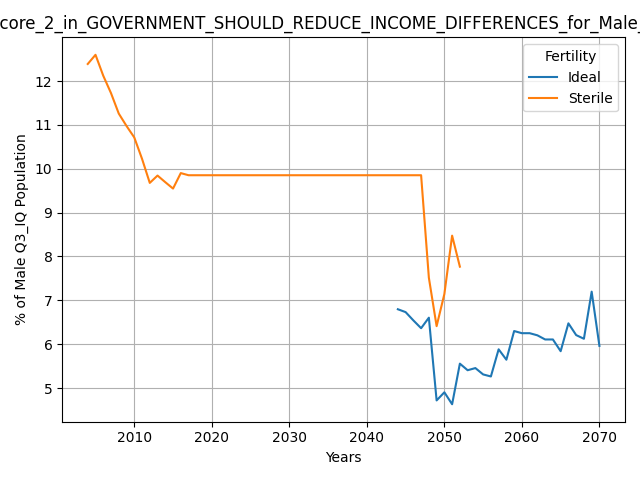 core_2_in_GOVERNMENT_SHOULD_REDUCE_INCOME_DIFFERENCES_for_Male_
Fertility
Ideal
Sterile
12
11
10
9
8
7
6
5
% of Male Q3_IQ Population
2010
2020
2030
2040
2050
2060
2070
Years